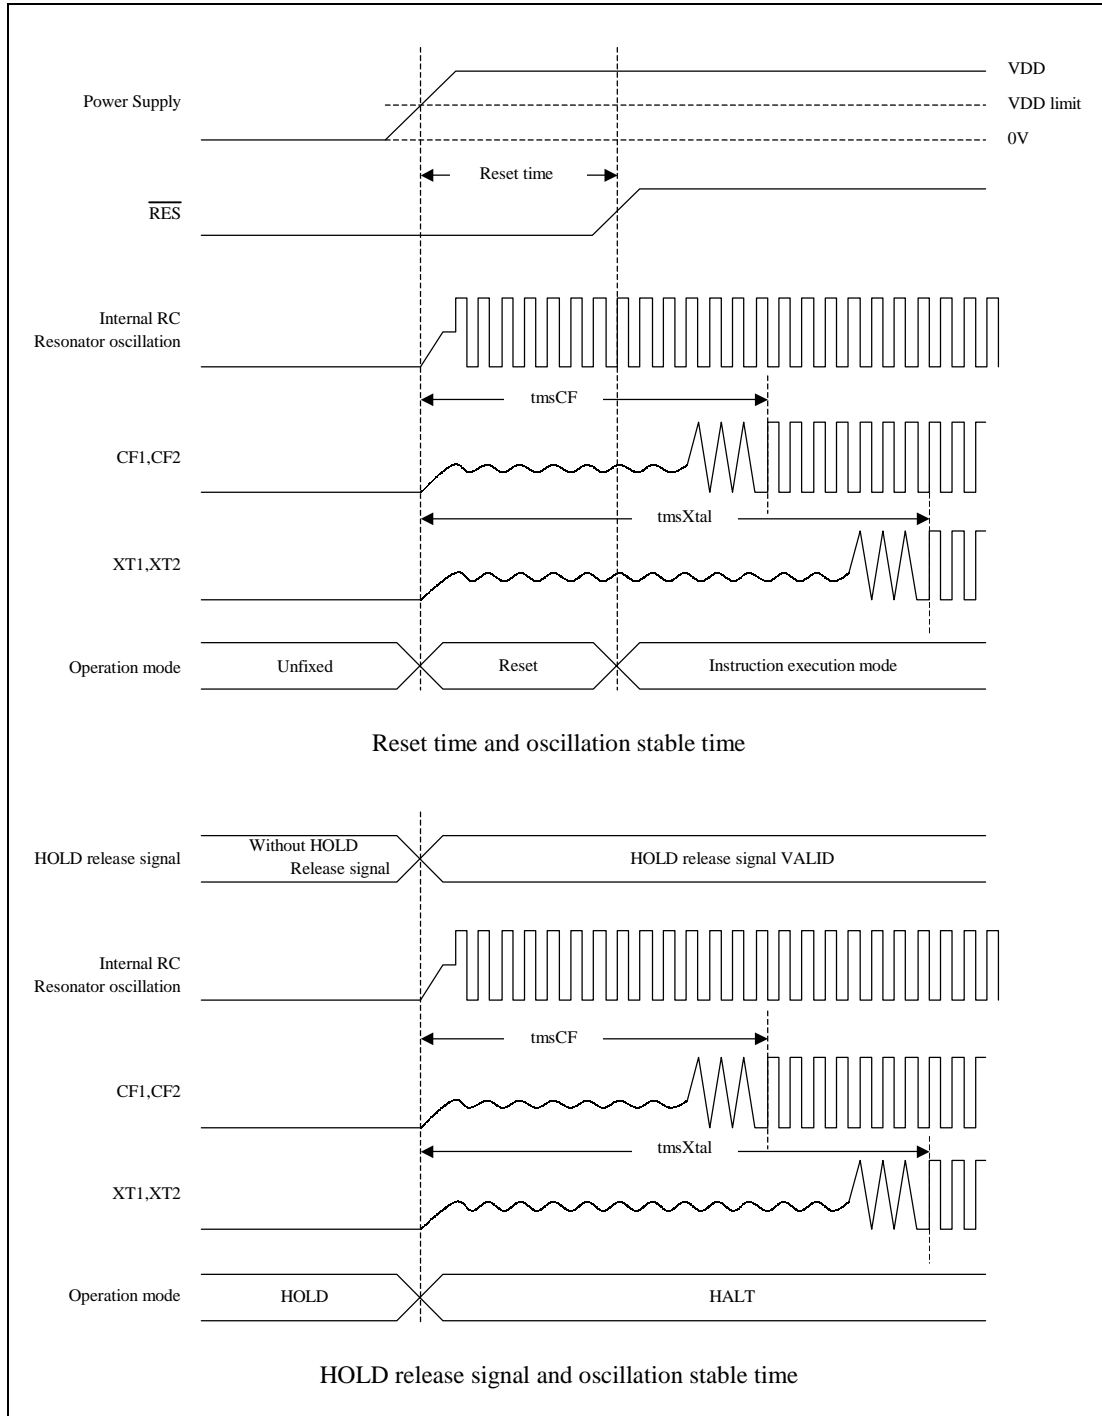 VDD
Power Supply
VDD limit
0V
Reset time
RES
Internal RC
Resonator oscillation
tmsCF
CF1,CF2
tmsXtal
XT1,XT2
Operation mode
Unfixed
Reset
Instruction execution mode
Reset time and oscillation stable time
HOLD release signal
Without HOLD
Release signal
HOLD release signal VALID
Internal RC
Resonator oscillation
tmsCF
CF1,CF2
tmsXtal
XT1,XT2
Operation mode
HOLD
HALT
HOLD release signal and oscillation stable time